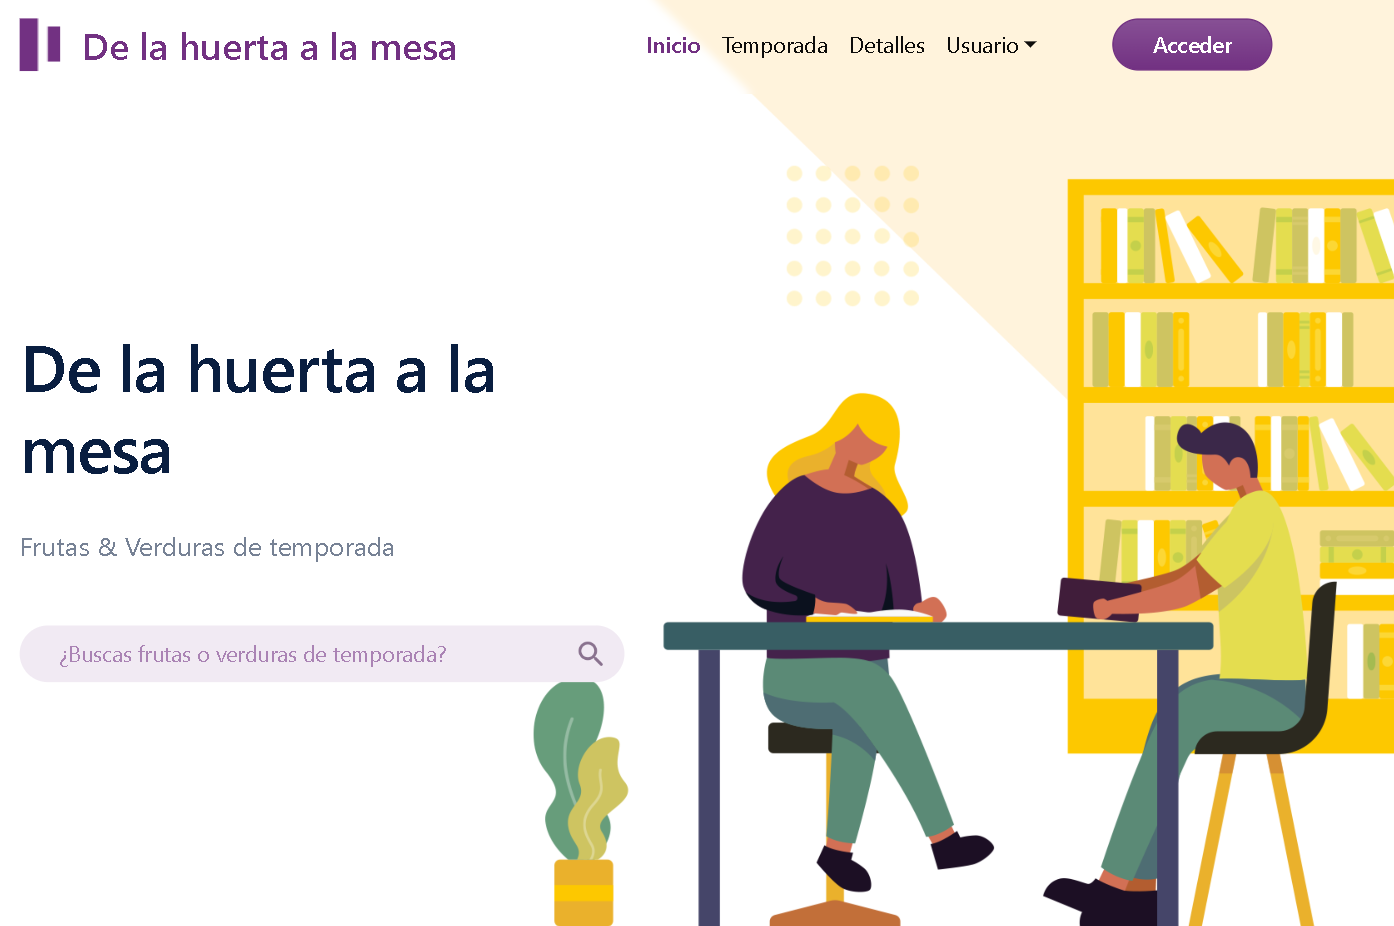 De la huerta a la mesa
Inicio Temporada Detalles Usuario
Acceder
De la huerta a la
mesa
Frutas & Verduras de temporada
¿Buscas frutas o verduras de temporada?